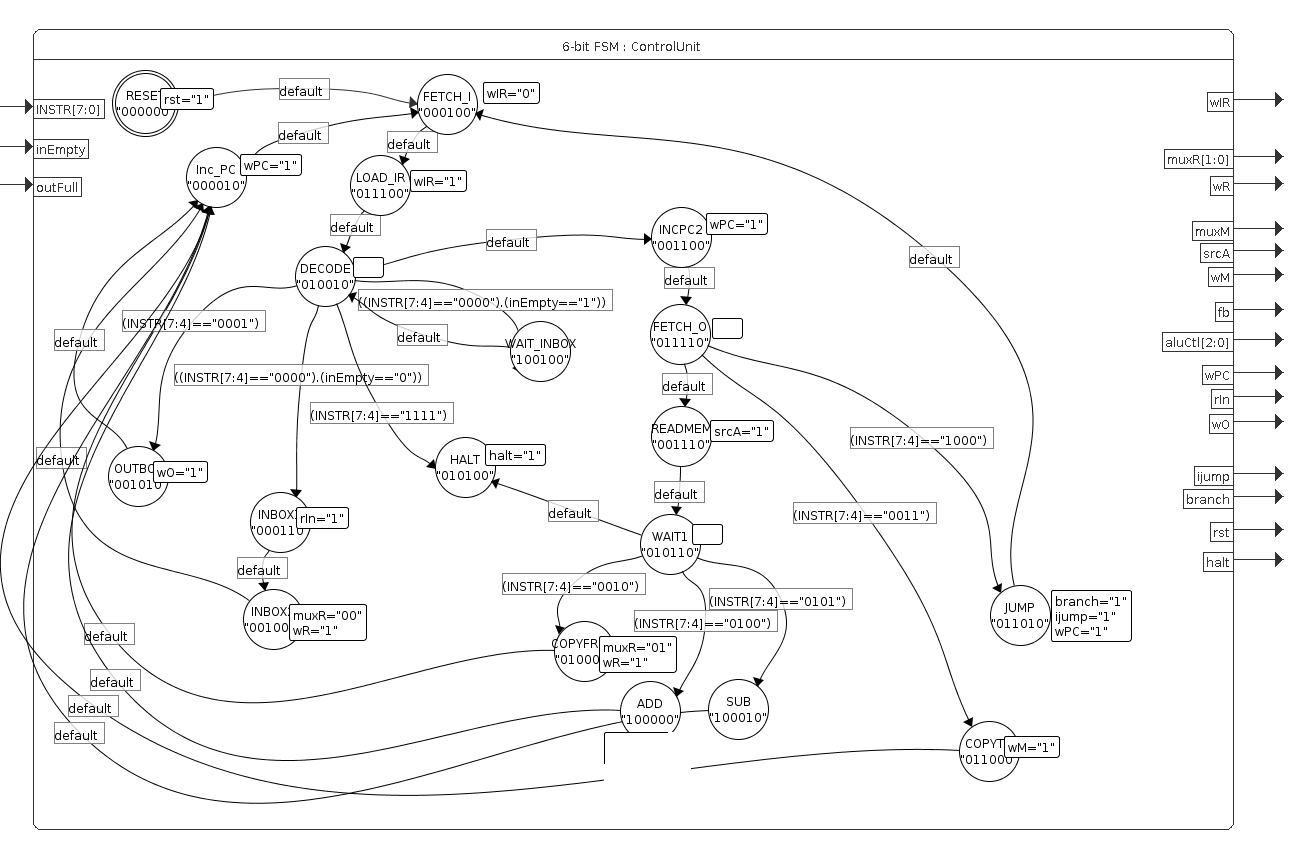 6-bit FSM : ControlUnit
INSTR[7:0]
inEmpty
outFull
RESET
"000000
rst="1"
default
FETCH_I
"000100"
wIR="0"
default
default
Inc_PC
"000010"
wPC="1"
LOAD_IR
"011100"
wIR="1"
default
DECODE
"010010"
default
INCPC2
"001100"
wPC="1"
default
default
((INSTR[7:4]=="0000").(inEmpty=="1"))
(INSTR[7:4]=="0001")
default
default
WAIT_INBOX
"100100"
FETCH_O
"011110"
((INSTR[7:4]=="0000").(inEmpty=="0"))
default
(INSTR[7:4]=="1111")
READMEM
"001110"
srcA="1"
(INSTR[7:4]=="1000")
default
OUTBO
"001010
wO="1"
HALT
"010100"
halt="1"
default
default
(INSTR[7:4]=="0011")
INBOX
"000110
rIn="1"
WAIT1
"010110"
default
(INSTR[7:4]=="0010")
(INSTR[7:4]=="0101")
(INSTR[7:4]=="0100")
INBOX
"00100
muxR="00"
wR="1"
JUMP
"011010"
branch="1"
ijump="1"
wPC="1"
default
COPYFR
"01000
muxR="01"
wR="1"
default
default
default
ADD
"100000"
SUB
"100010"
COPYT
"011000
wM="1"
wIR
muxR[1:0]
wR
muxM
srcA
wM
fb
aluCtl[2:0]
wPC
rIn
wO
ijump
branch
rst
halt